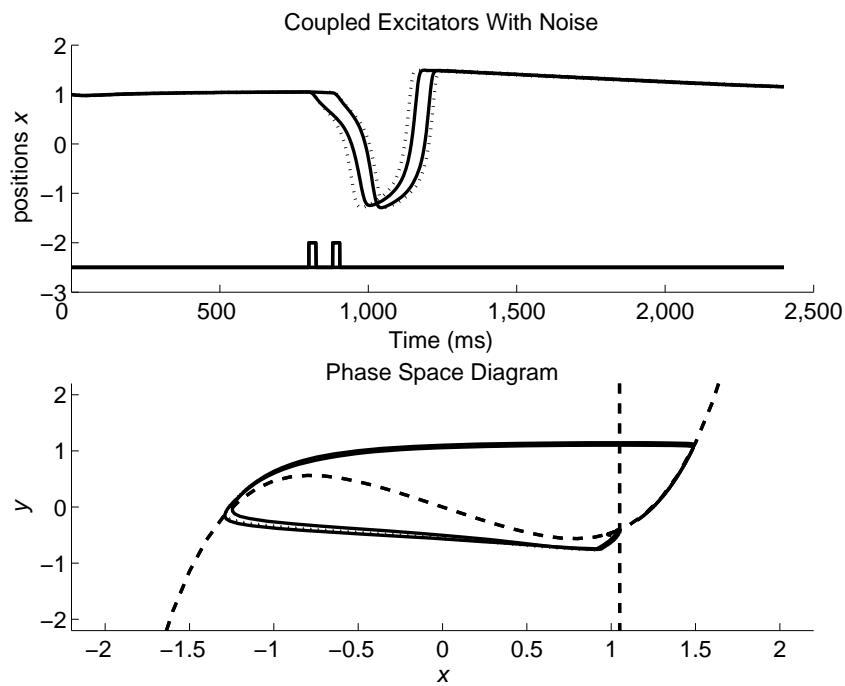 Coupled Excitators With Noise
2
1
0
−1
−2
−3
positions x
0 500 1,000 1,500 2,000 2,500
Time (ms)
Phase Space Diagram
2
1
0
−1
−2
y
−2 −1.5 −1 −0.5 0 0.5 1 1.5 2
x